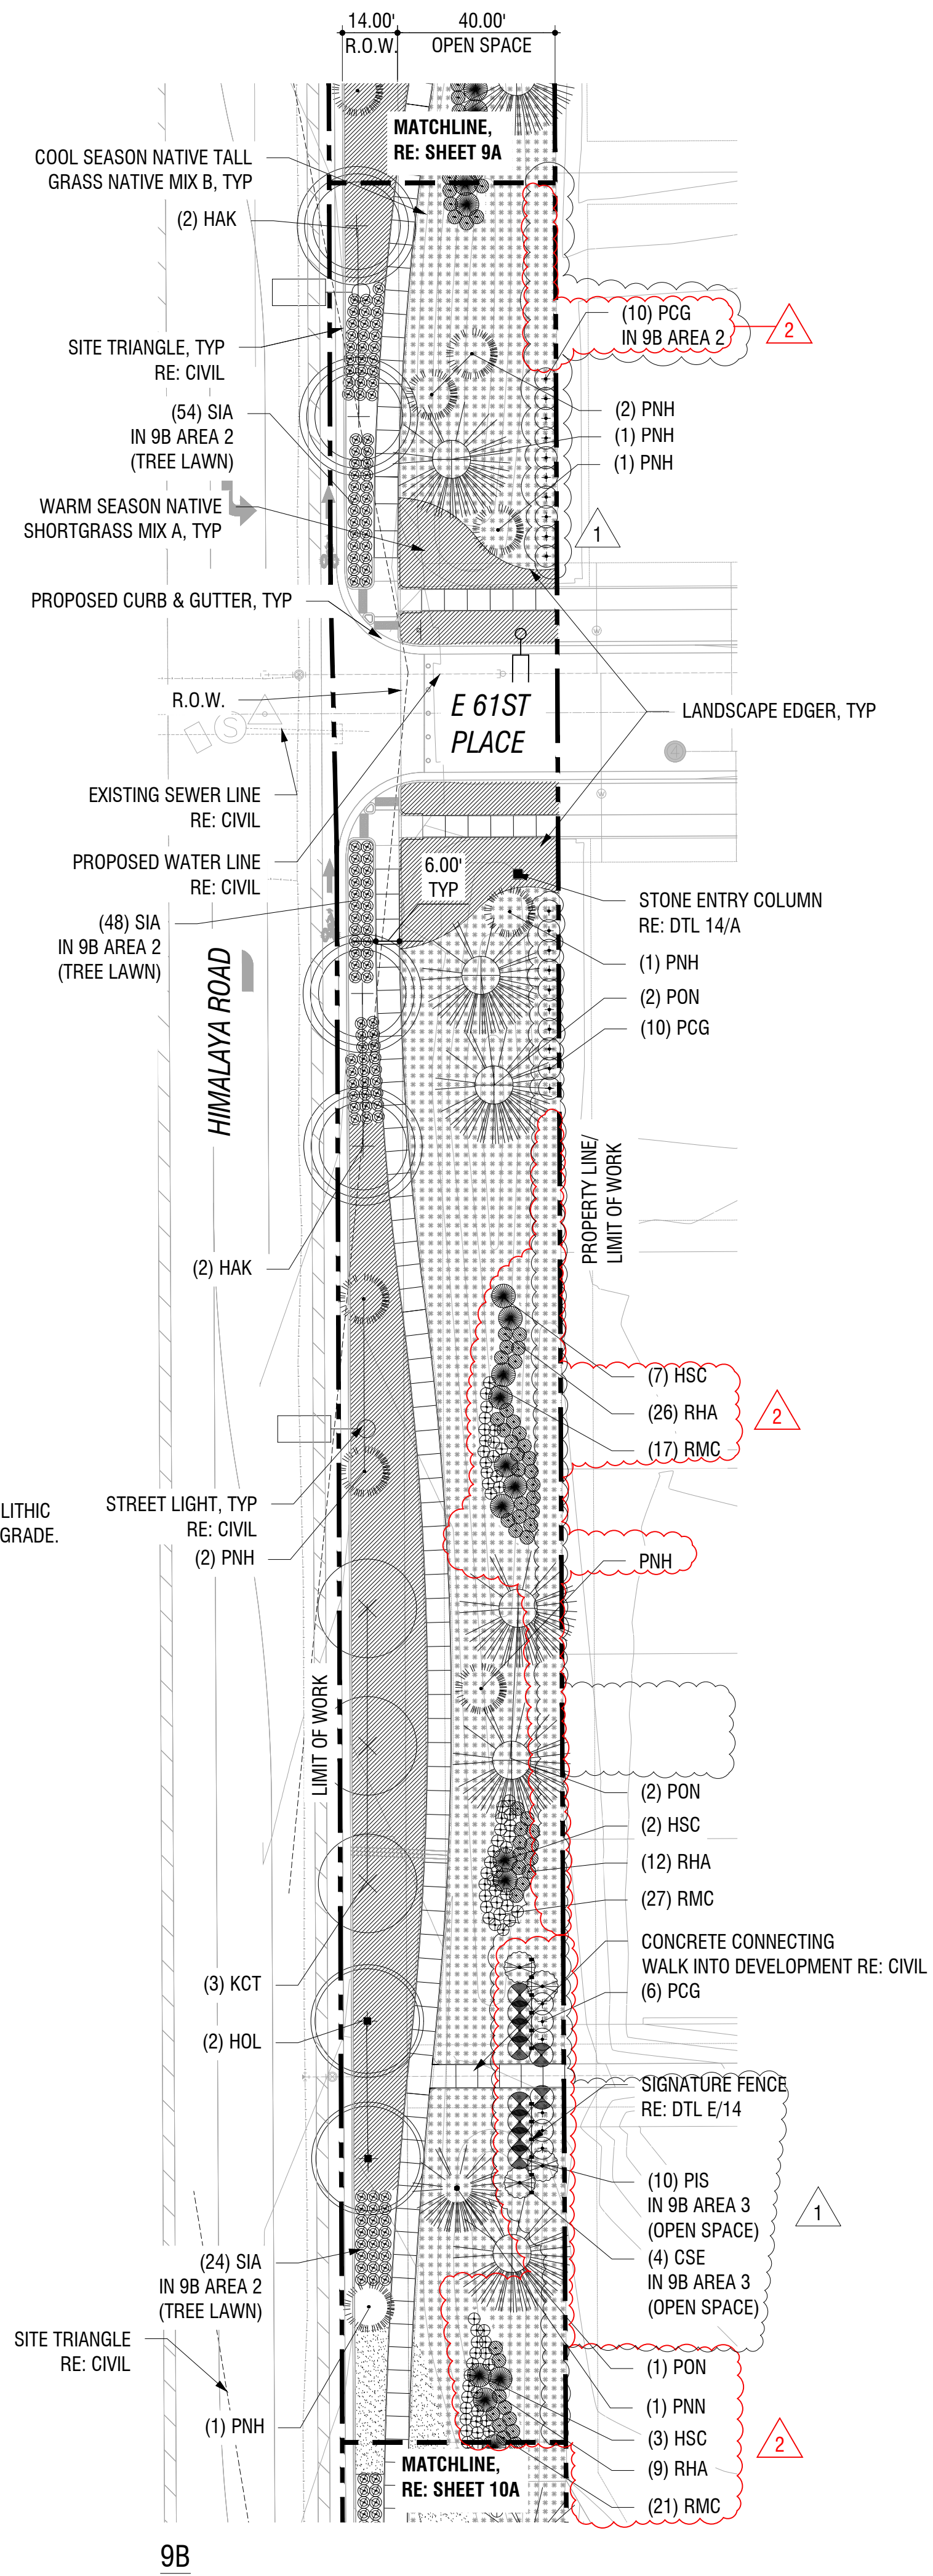 14.00'
40.00'
R.O.W.
OPEN SPACE
MATCHLINE,
RE: SHEET 9A
COOL SEASON NATIVE TALL
GRASS NATIVE MIX B, TYP
(2) HAK
(10) PCG
IN 9B AREA 2
2
SITE TRIANGLE, TYP
RE: CIVIL
(54) SIA
IN 9B AREA 2
(TREE LAWN)
(2) PNH
(1) PNH
(1) PNH
WARM SEASON NATIVE
SHORTGRASS MIX A, TYP
1
PROPOSED CURB & GUTTER, TYP
R.O.W.
E 61ST
PLACE
LANDSCAPE EDGER, TYP
S
4
EXISTING SEWER LINE
RE: CIVIL
PROPOSED WATER LINE
RE: CIVIL
6.00'
TYP
STONE ENTRY COLUMN
RE: DTL 14/A
(48) SIA
IN 9B AREA 2
(TREE LAWN)
(1) PNH
(2) PON
(10) PCG
HIMALAYA ROAD
PROPERTY LINE/
LIMIT OF WORK
(2) HAK
(7) HSC
(26) RHA
(17) RMC
2
LITHIC
GRADE.
STREET LIGHT, TYP
RE: CIVIL
(2) PNH
PNH
LIMIT OF WORK
(2) PON
(2) HSC
(12) RHA
(27) RMC
CONCRETE CONNECTING
WALK INTO DEVELOPMENT RE: CIVIL
(6) PCG
(3) KCT
(2) HOL
SIGNATURE FENCE
RE: DTL E/14
(10) PIS
IN 9B AREA 3
(OPEN SPACE)
1
(4) CSE
IN 9B AREA 3
(OPEN SPACE)
(24) SIA
IN 9B AREA 2
(TREE LAWN)
SITE TRIANGLE
RE: CIVIL
(1) PNH
(1) PON
(1) PNN
(3) HSC
(9) RHA
(21) RMC
2
MATCHLINE,
RE: SHEET 10A
9B